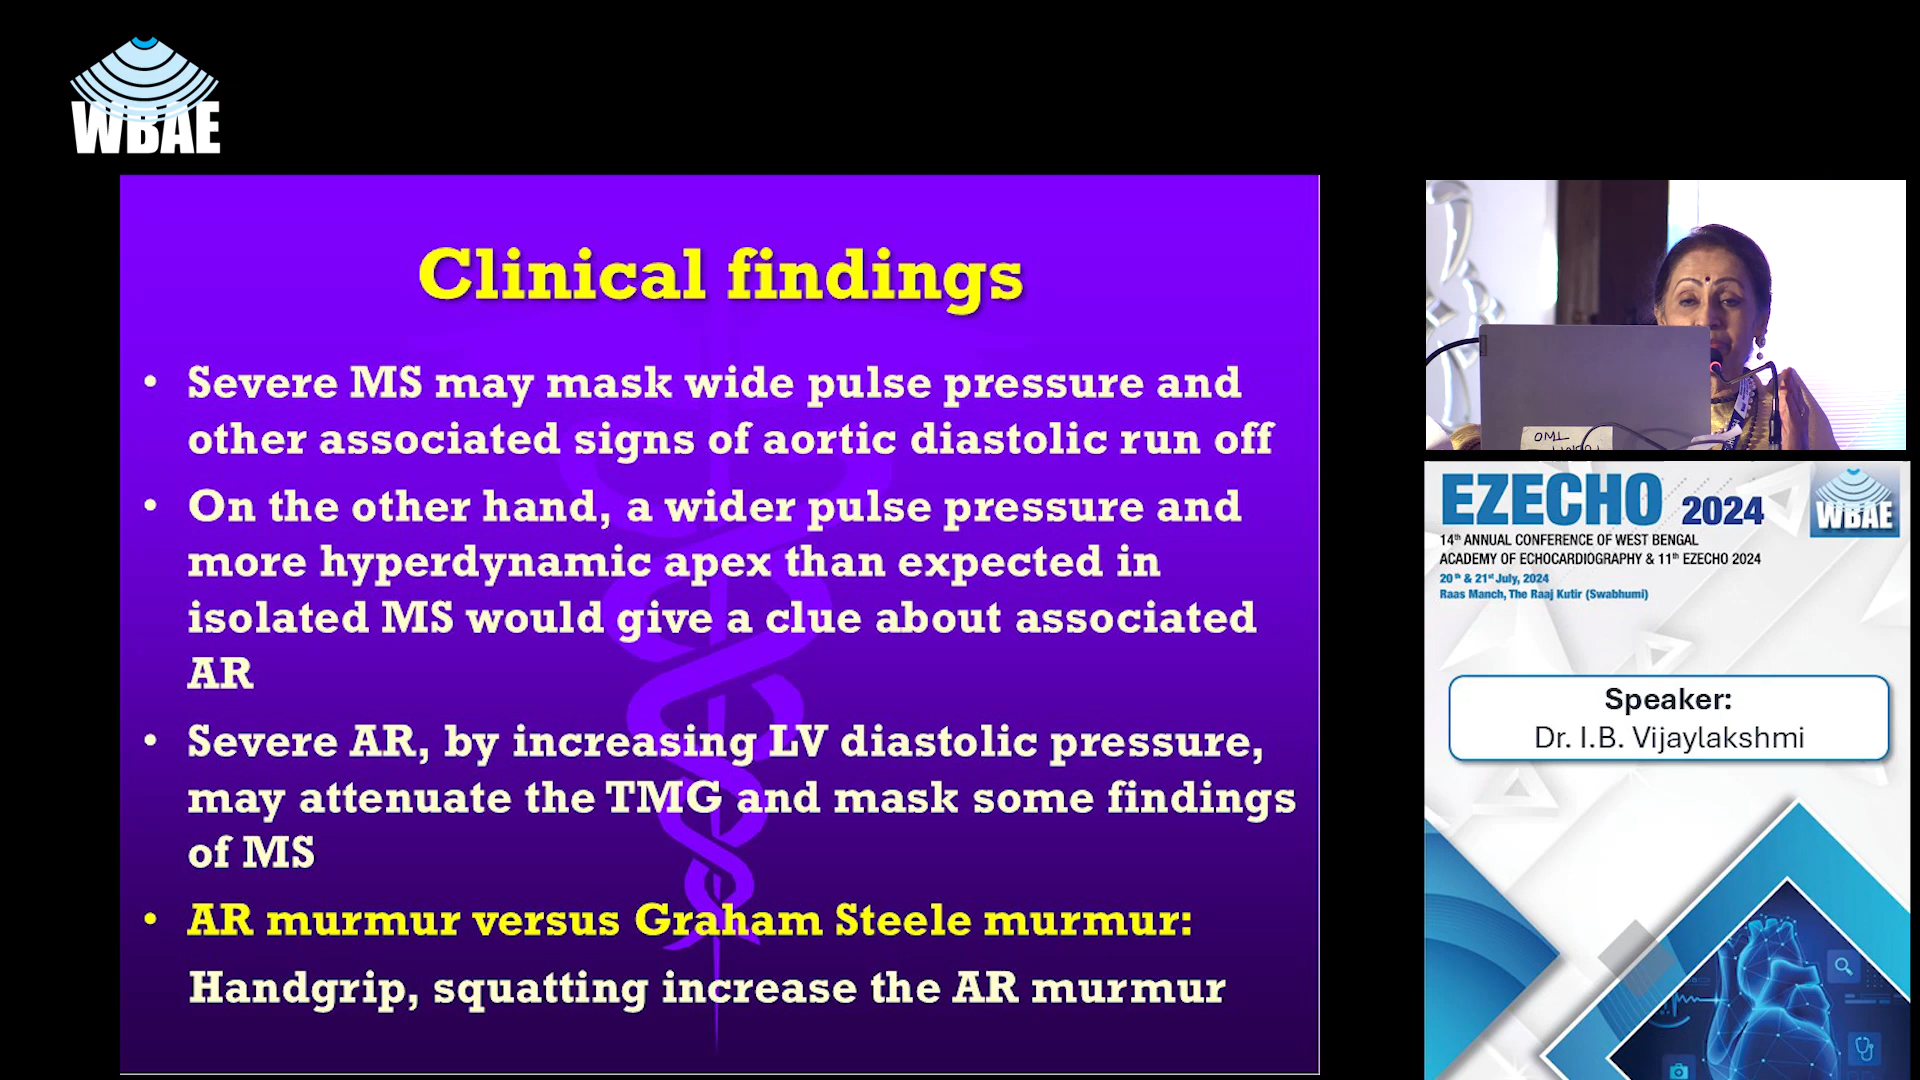 WBAE
Clinical findings
• Severe MS may mask wide pulse pressure and
other associated signs of aortic diastolic run off
• On the other hand, a wider pulse pressure and
more hyperdynamic apex than expected in
isolated MS would give a clue about associated
AR
• Severe AR, by increasing LV diastolic pressure,
may attenuate the TMG and mask some findings
of MS
• AR murmur versus Graham Steele murmur:
Handgrip, squatting increase the AR murmur
EZECHO 2024
WBAE
14th ANNUAL CONFERENCE OF WEST BENGAL
ACADEMY OF ECHOCARDIOGRAPHY & 11th EZECHO 2024
20th & 21st July, 2024
Raas Manch, The Raaj Kutir (Swabhumi)
Speaker:
Dr. I.B. Vijaylakshmi